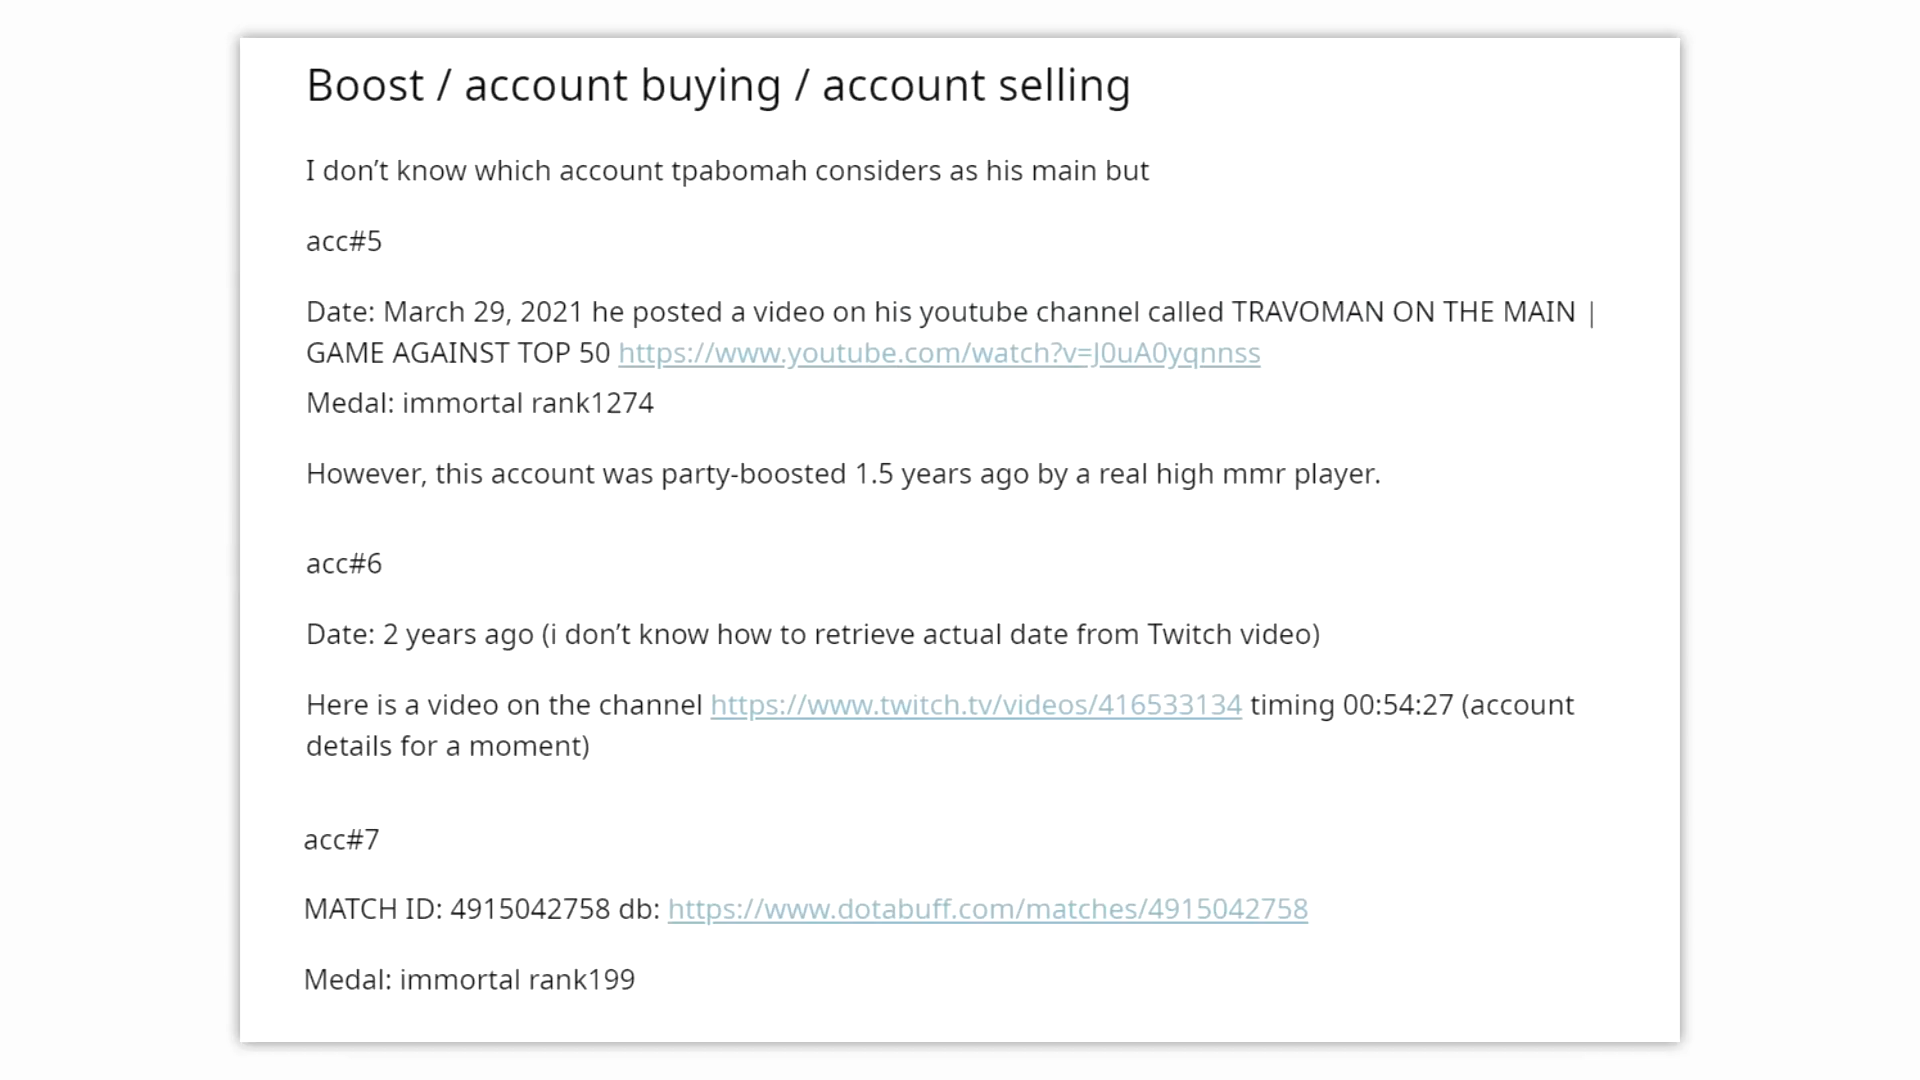 Boost / account buying / account selling
I don’t know which account tpabomah considers as his main but
acc#5
Date: March 29, 2021 he posted a video on his youtube channel called TRAVOMAN ON THE MAIN |
GAME AGAINST TOP 50 https://www.youtube.com/watch?v=J0uA0yqnnss
Medal: immortal rank1274
However, this account was party-boosted 1.5 years ago by a real high mmr player.
acc#6
Date: 2 years ago (i don’t know how to retrieve actual date from Twitch video)
Here is a video on the channel https://www.twitch.tv/videos/416533134 timing 00:54:27 (account
details for a moment)
acc#7
MATCH ID: 4915042758 db: https://www.dotabuff.com/matches/4915042758
Medal: immortal rank199